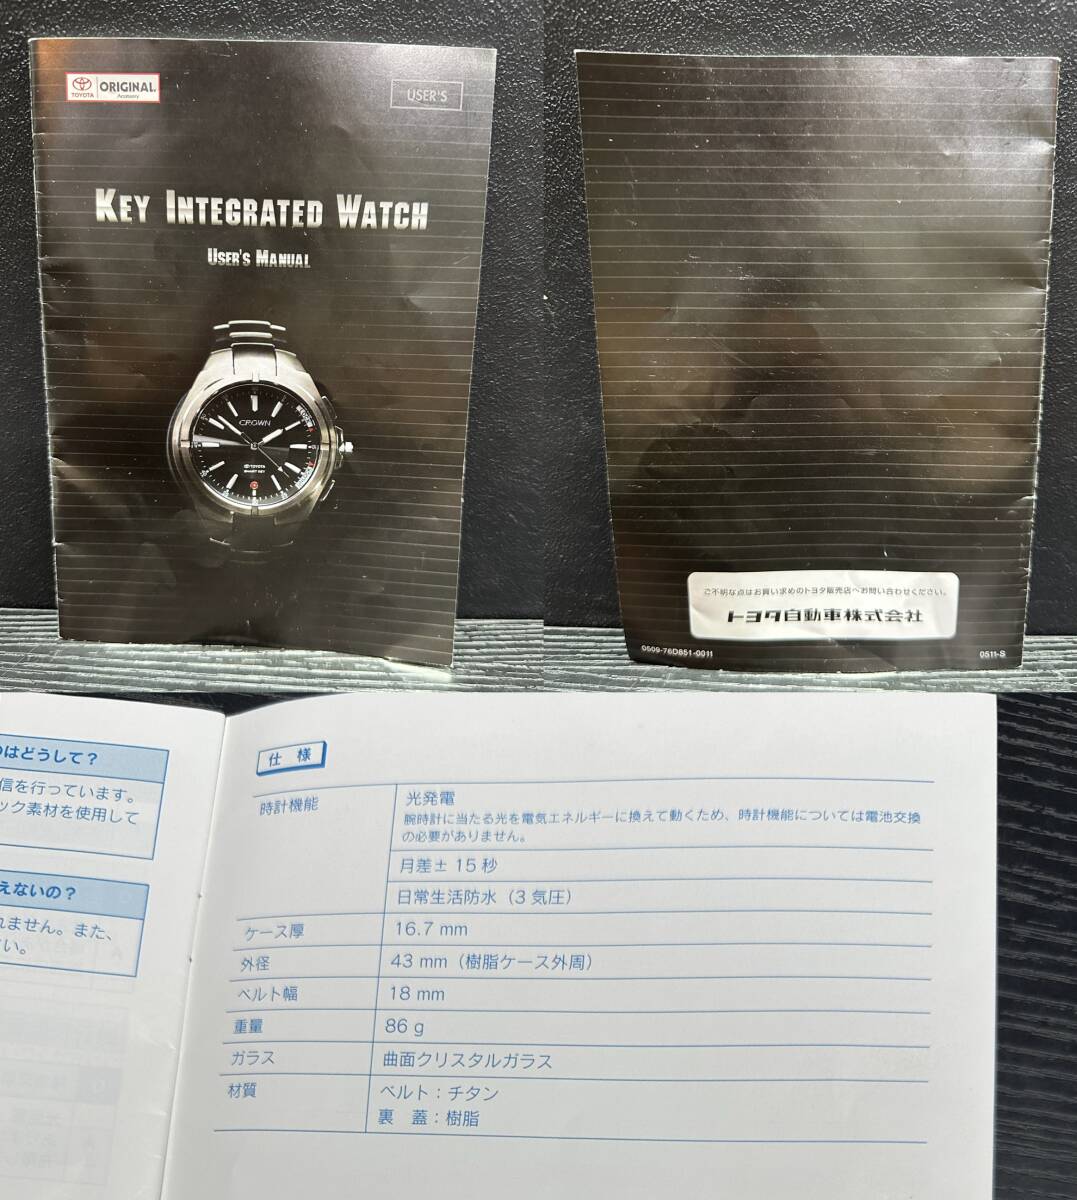 TOYOTA
ORIGINAL
Accessory
USER'S
KEY INTEGRATED WATCH
USER'S MANUAL
CROWN
TOYOTA
SMART KEY
ご不明な点はお買い求めのトヨタ販売店へお問い合わせください。
トヨタ自動車株式会社
0509-76D851-0011
0511-S
はどうして？
信を行っています。
ック素材を使用して
えないの？
れません。また、
い。
仕 様
時計機能
光発電
腕時計に当たる光を電気エネルギーに換えて動くため、時計機能については電池交換
の必要がありません。
月差± 15 秒
日常生活防水（3 気圧）
ケース厚
16.7 mm
外径
43 mm（樹脂ケース外周）
ベルト幅
18 mm
重量
86 g
ガラス
曲面クリスタルガラス
材質
ベルト：チタン
裏　蓋：樹脂